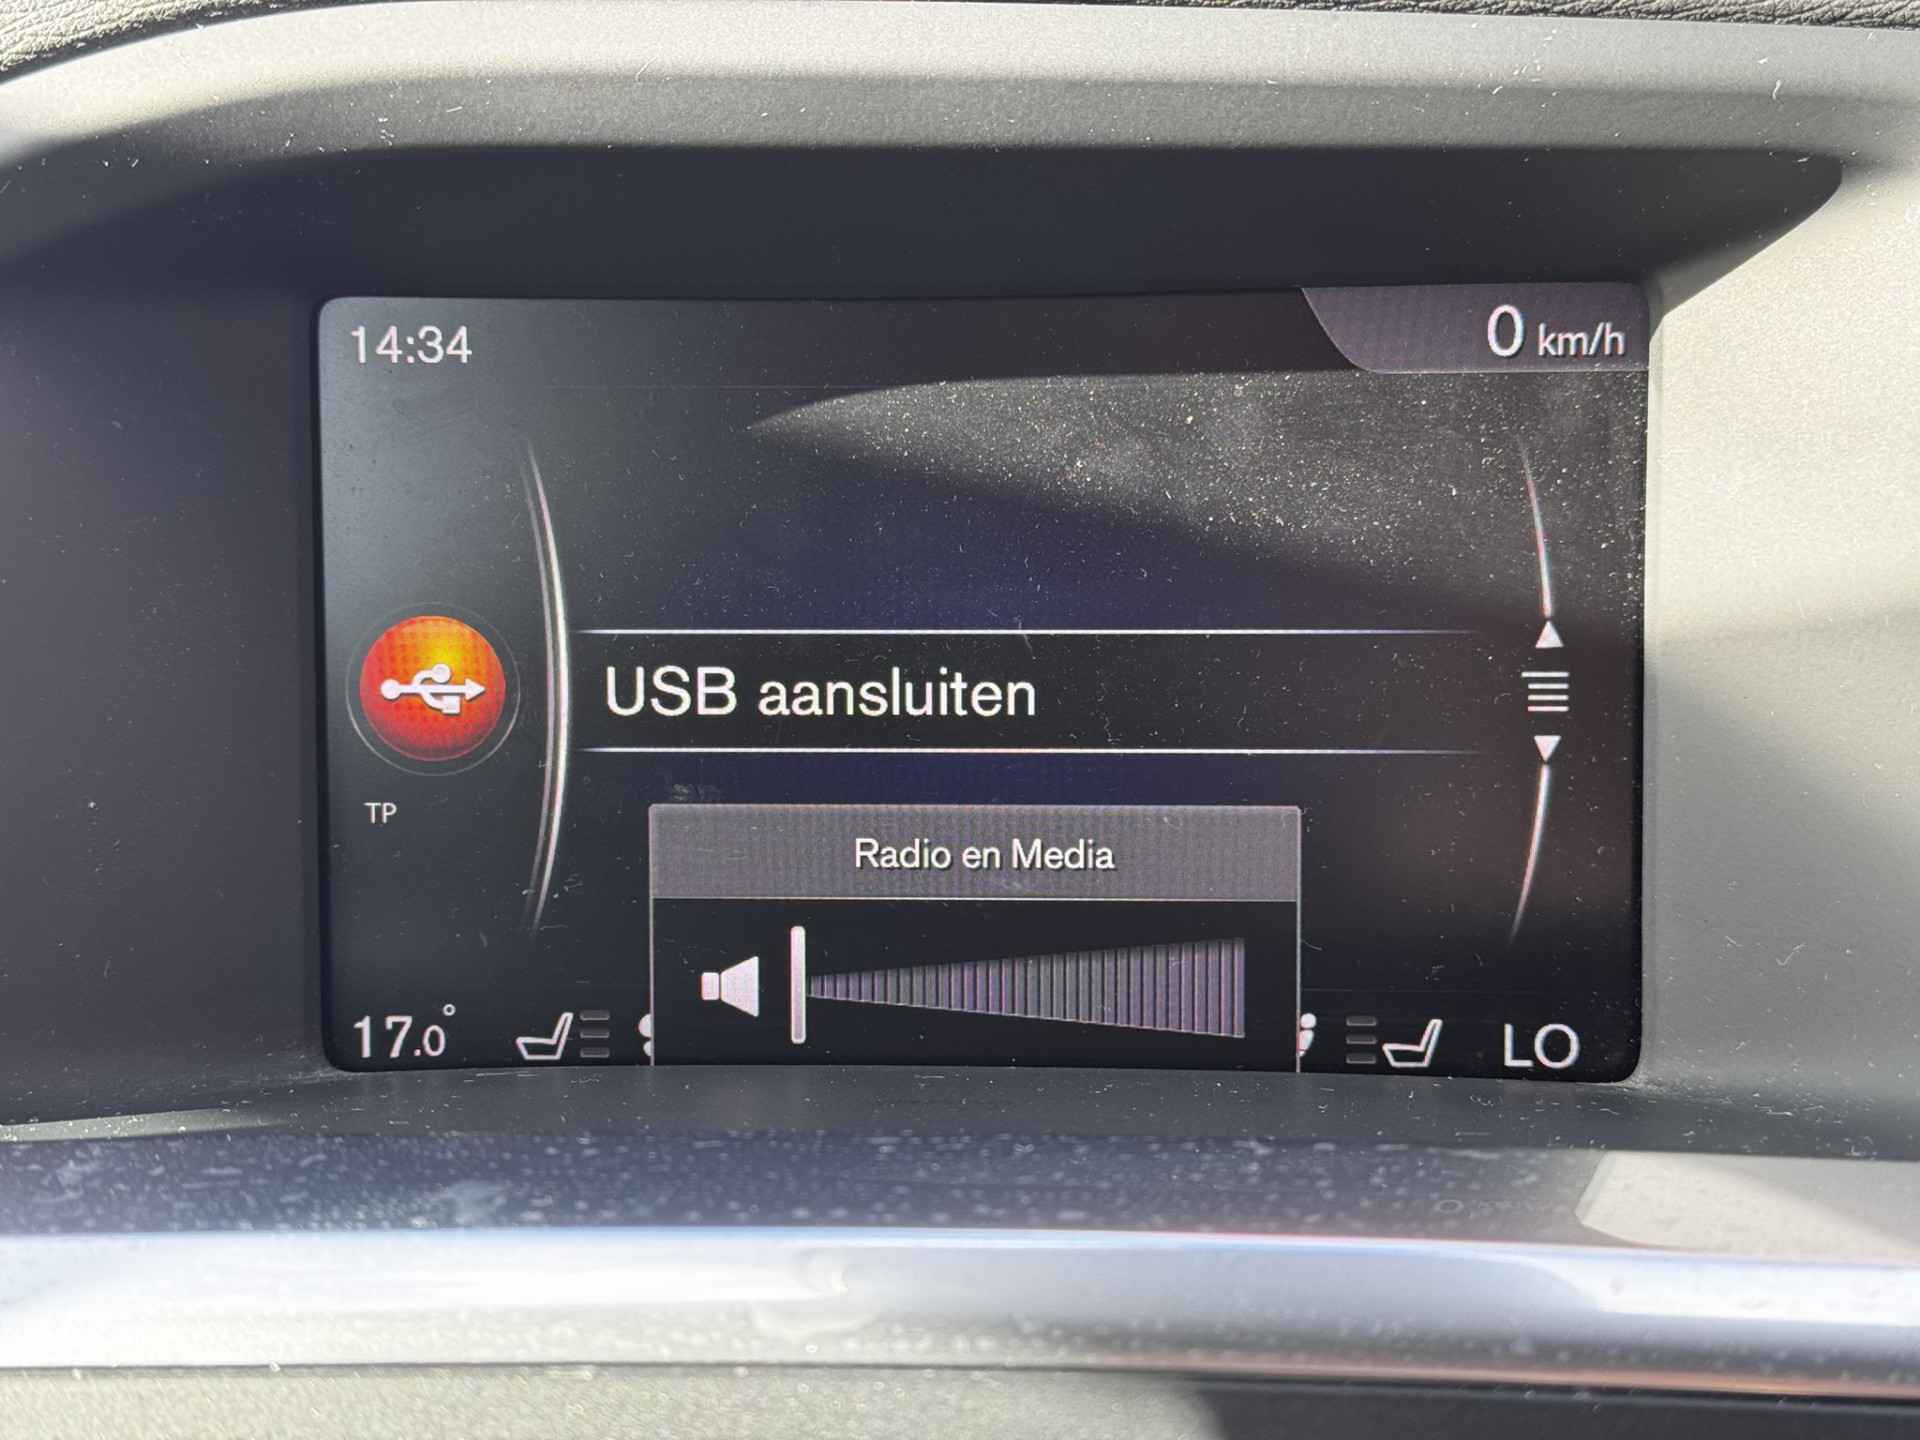 14:34
0 km/h
USB aansluiten
TP
Radio en Media
17.0°
LO